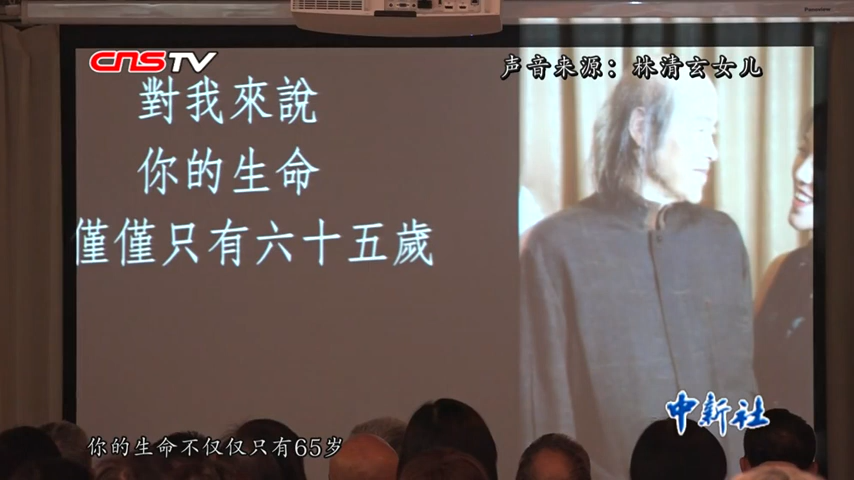 Panasonic
CNSTV
声音来源：林清玄女儿
對我來說
你的生命
僅僅只有六十五歲
中新社
你的生命不仅仅只有65岁